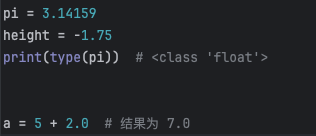 pi = 3.14159
height = -1.75
print(type(pi))  # <class 'float'>
a = 5 + 2.0  # 结果为 7.0